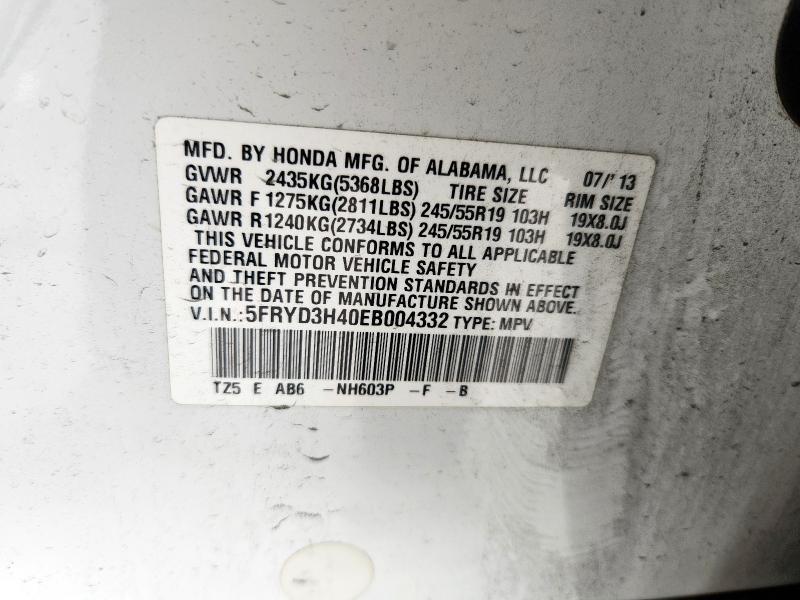 MFD. BY HONDA MFG. OF ALABAMA, LLC 07/' 13
GVWR 2435KG(5368LBS) TIRE SIZE RIM SIZE
GAWR F 1275KG(2811LBS) 245/55R19 103H 19X8.0J
GAWR R1240KG(2734LBS) 245/55R19 103H 19X8.0J
THIS VEHICLE CONFORMS TO ALL APPLICABLE
FEDERAL MOTOR VEHICLE SAFETY
AND THEFT PREVENTION STANDARDS IN EFFECT
ON THE DATE OF MANUFACTURE SHOWN ABOVE.
V.I.N.:5FRYD3H40EB004332 TYPE: MPV
TZ5 E AB6 -NH603P -F -B